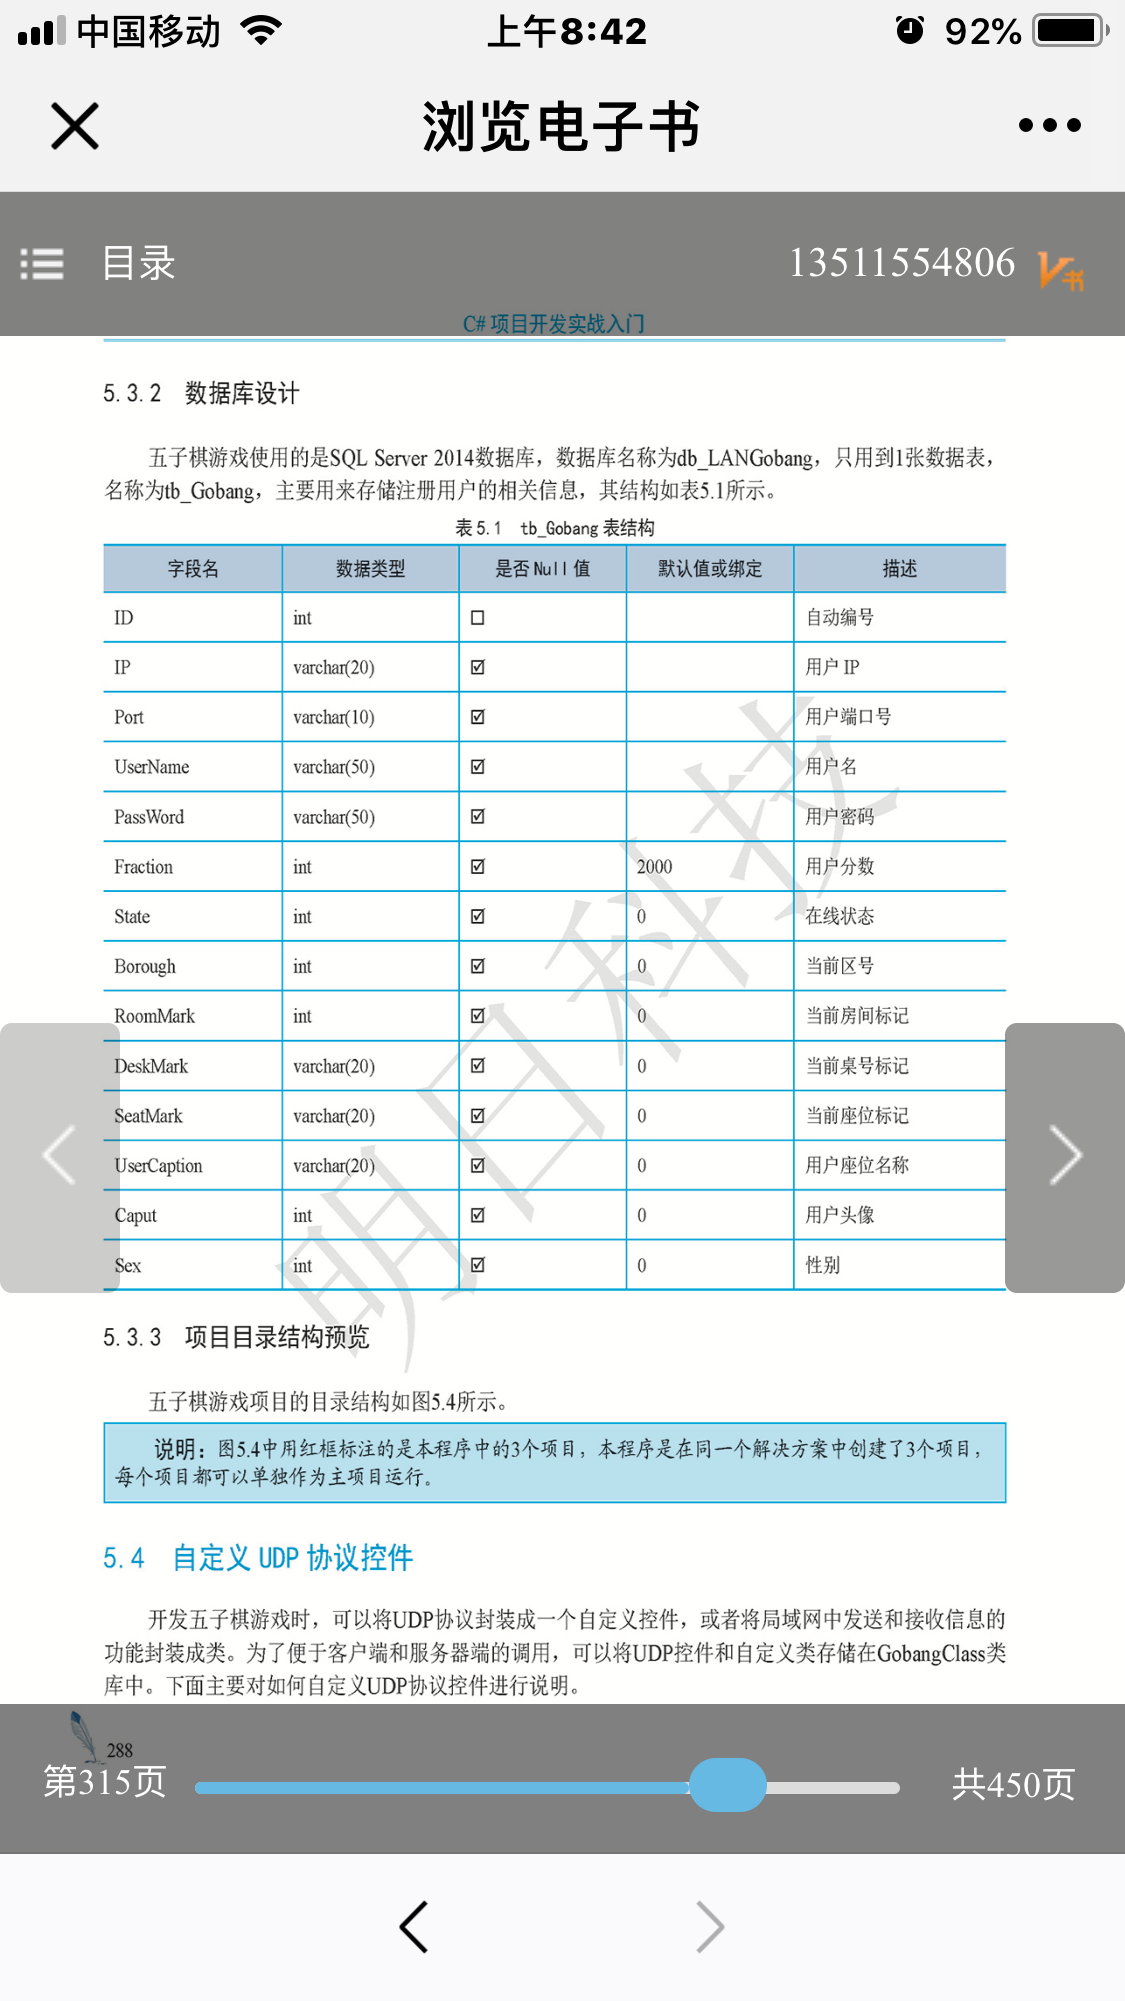 中国移动 上午8:42 92%
浏览电子书
目录 13511554806 V书
C# 项目开发实战入门
5.3.2 数据库设计
五子棋游戏使用的是SQL Server 2014数据库，数据库名称为db_LANGobang，只用到1张数据表，
名称为tb_Gobang，主要用来存储注册用户的相关信息，其结构如表5.1所示。
表 5.1 tb_Gobang 表结构
字段名 数据类型 是否 Null 值 默认值或绑定 描述
ID int ☐ 自动编号
IP varchar(20) ☑ 用户 IP
Port varchar(10) ☑ 用户端口号
UserName varchar(50) ☑ 用户名
PassWord varchar(50) ☑ 用户密码
Fraction int ☑ 2000 用户分数
State int ☑ 0 在线状态
Borough int ☑ 0 当前区号
RoomMark int ☑ 0 当前房间标记
DeskMark varchar(20) ☑ 0 当前桌号标记
SeatMark varchar(20) ☑ 0 当前座位标记
UserCaption varchar(20) ☑ 0 用户座位名称
Caput int ☑ 0 用户头像
Sex int ☑ 0 性别
明日科技
5.3.3 项目目录结构预览
五子棋游戏项目的目录结构如图5.4所示。
说明：图5.4中用红框标注的是本程序中的3个项目，本程序是在同一个解决方案中创建了3个项目，
每个项目都可以单独作为主项目运行。
5.4 自定义 UDP 协议控件
开发五子棋游戏时，可以将UDP协议封装成一个自定义控件，或者将局域网中发送和接收信息的
功能封装成类。为了便于客户端和服务器端的调用，可以将UDP控件和自定义类存储在GobangClass类
库中。下面主要对如何自定义UDP协议控件进行说明。
288
第315页 共450页